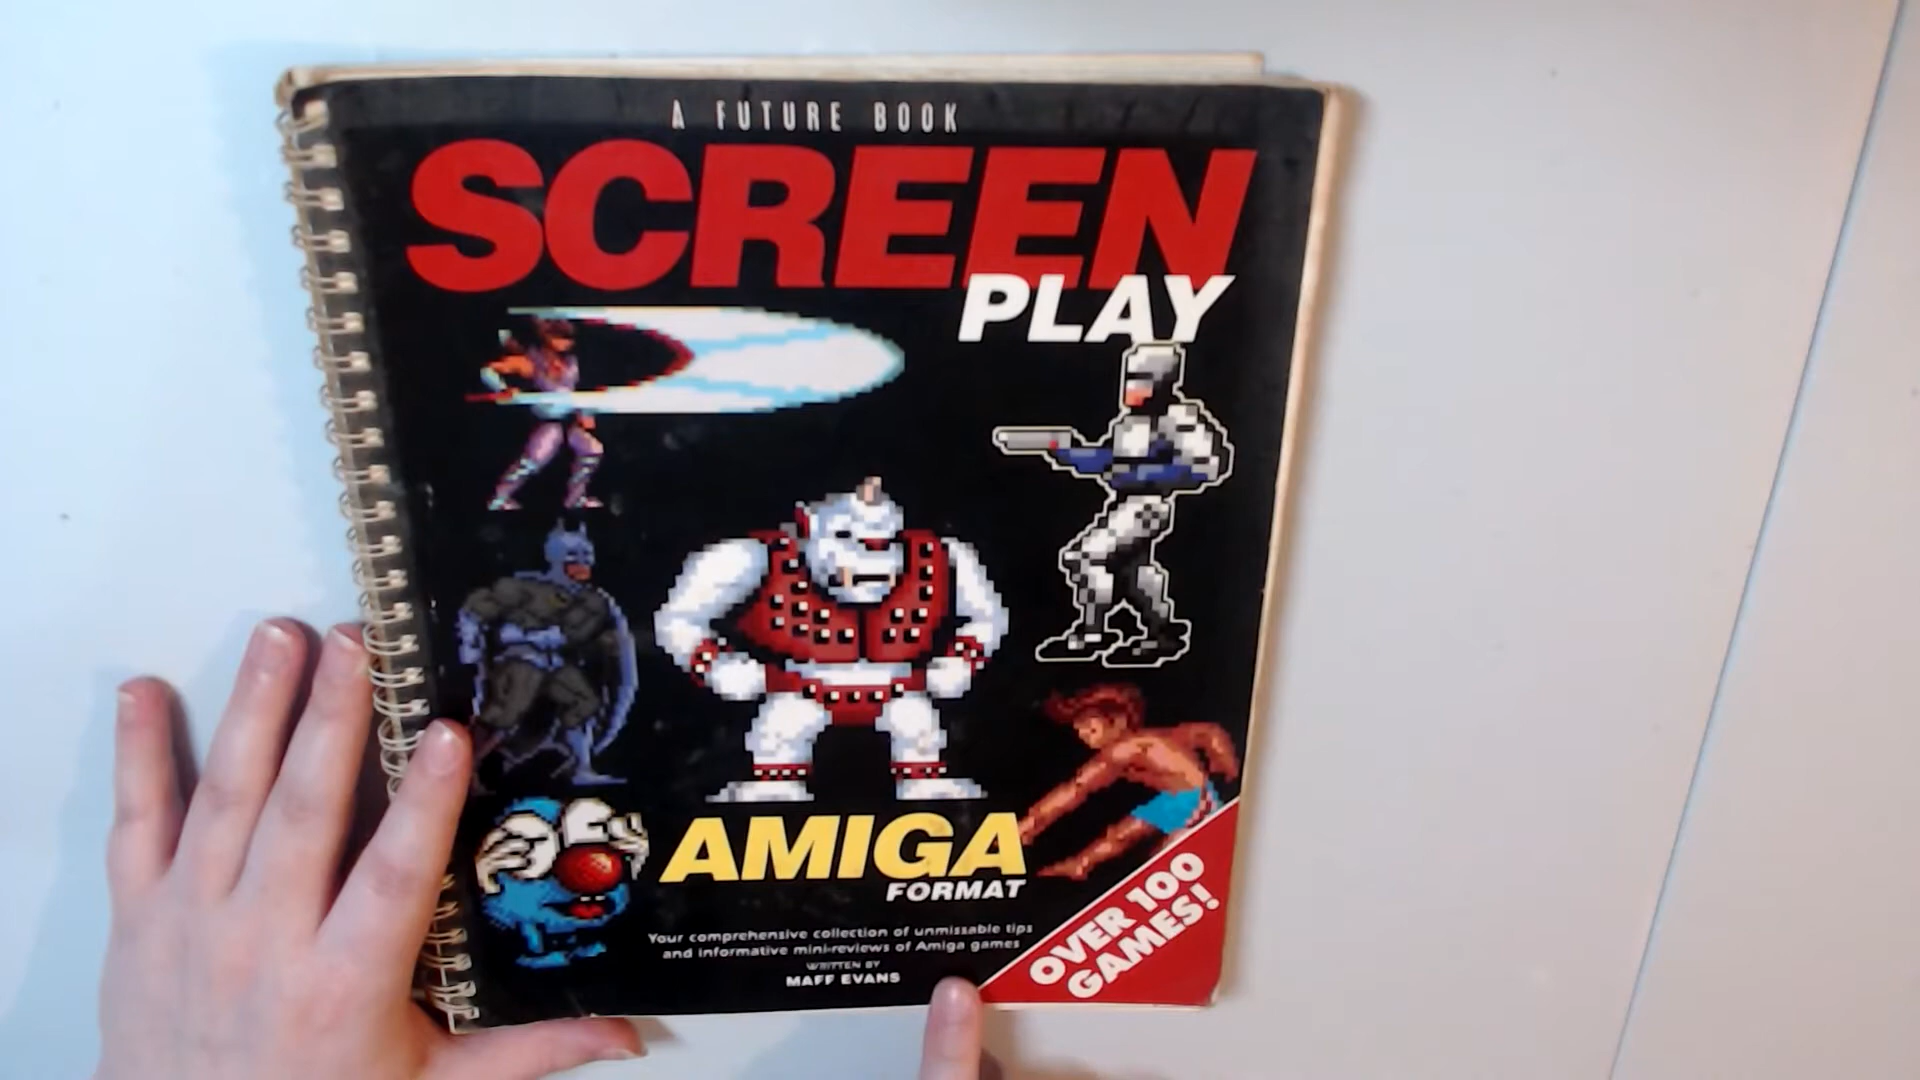 A FUTURE BOOK
SCREEN
PLAY
AMIGA
FORMAT
Your comprehensive collection of unmissable tips
and informative mini-reviews of Amiga games
WRITTEN BY
MAFF EVANS
OVER 100
GAMES!